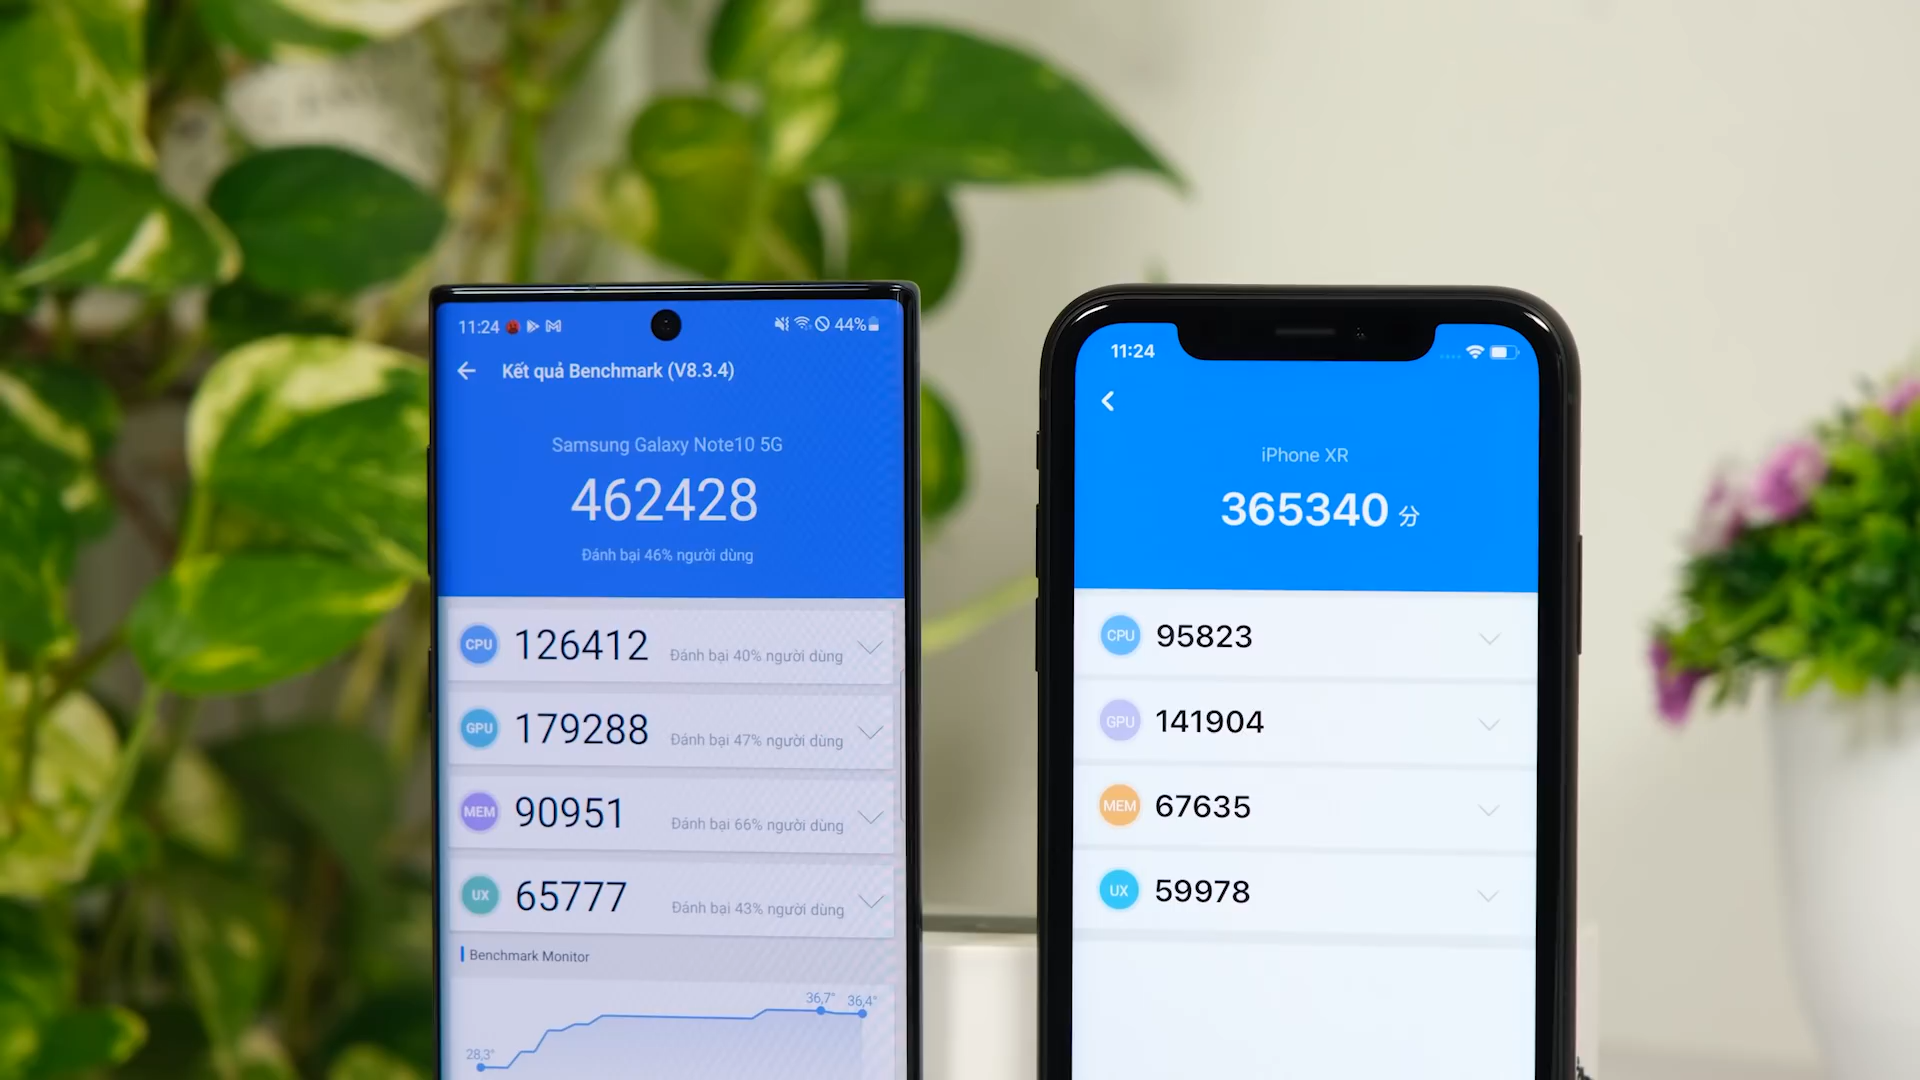 11:24
44%
Kết quả Benchmark (V8.3.4)
Samsung Galaxy Note10 5G
462428
Đánh bại 46% người dùng
CPU 126412 Đánh bại 40% người dùng
GPU 179288 Đánh bại 47% người dùng
MEM 90951 Đánh bại 66% người dùng
UX 65777 Đánh bại 43% người dùng
Benchmark Monitor
36,7° 36,4°
28,3°
11:24
iPhone XR
365340 分
CPU 95823
GPU 141904
MEM 67635
UX 59978